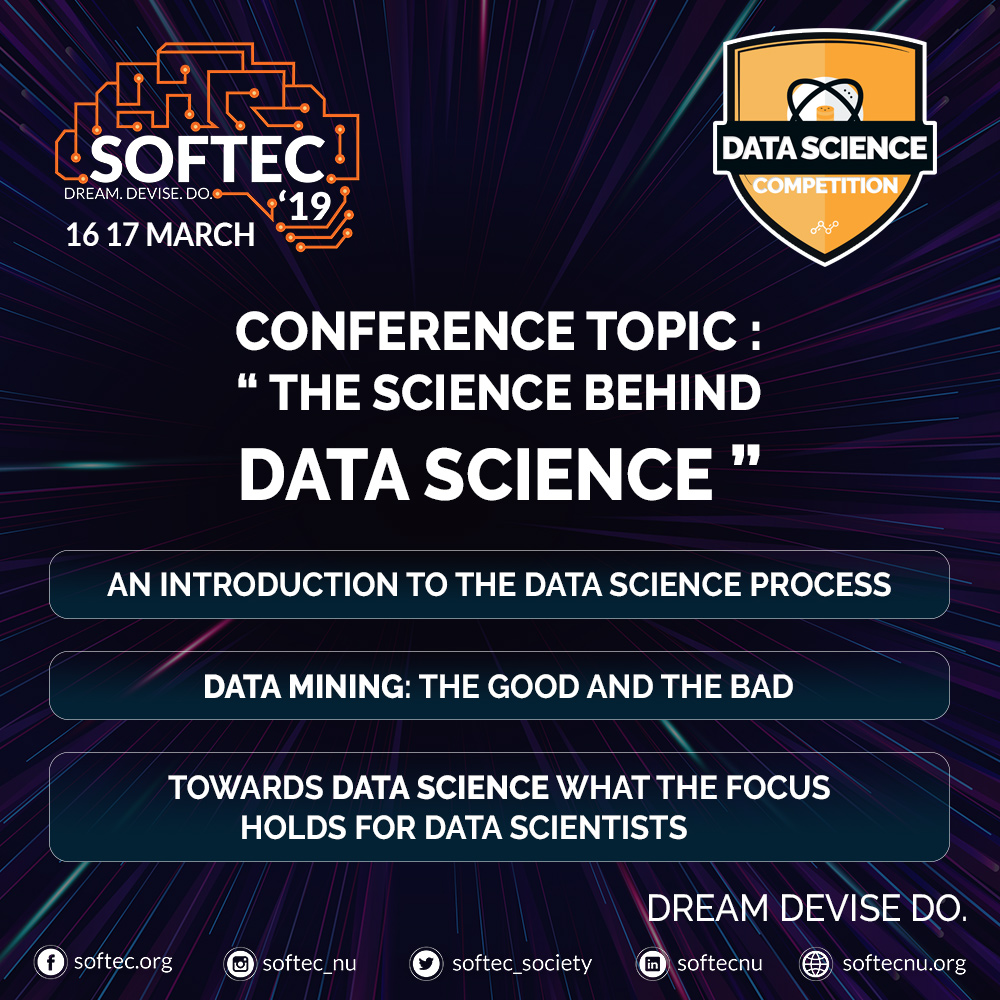 SOFTEC
DREAM. DEVISE. DO.
‘19
16 17 MARCH
DATA SCIENCE
COMPETITION
CONFERENCE TOPIC :
“ THE SCIENCE BEHIND
DATA SCIENCE ”
AN INTRODUCTION TO THE DATA SCIENCE PROCESS
DATA MINING: THE GOOD AND THE BAD
TOWARDS DATA SCIENCE WHAT THE FOCUS
HOLDS FOR DATA SCIENTISTS
DREAM DEVISE DO.
softec.org softec_nu softec_society softecnu softecnu.org